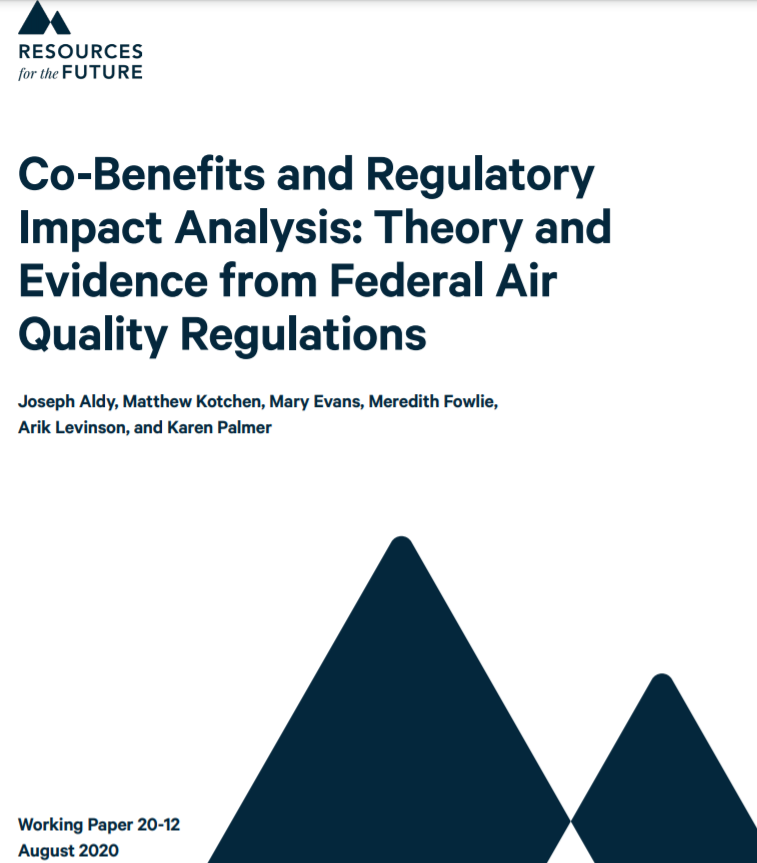 RESOURCES
for the FUTURE
Co-Benefits and Regulatory
Impact Analysis: Theory and
Evidence from Federal Air
Quality Regulations
Joseph Aldy, Matthew Kotchen, Mary Evans, Meredith Fowlie,
Arik Levinson, and Karen Palmer
Working Paper 20-12
August 2020